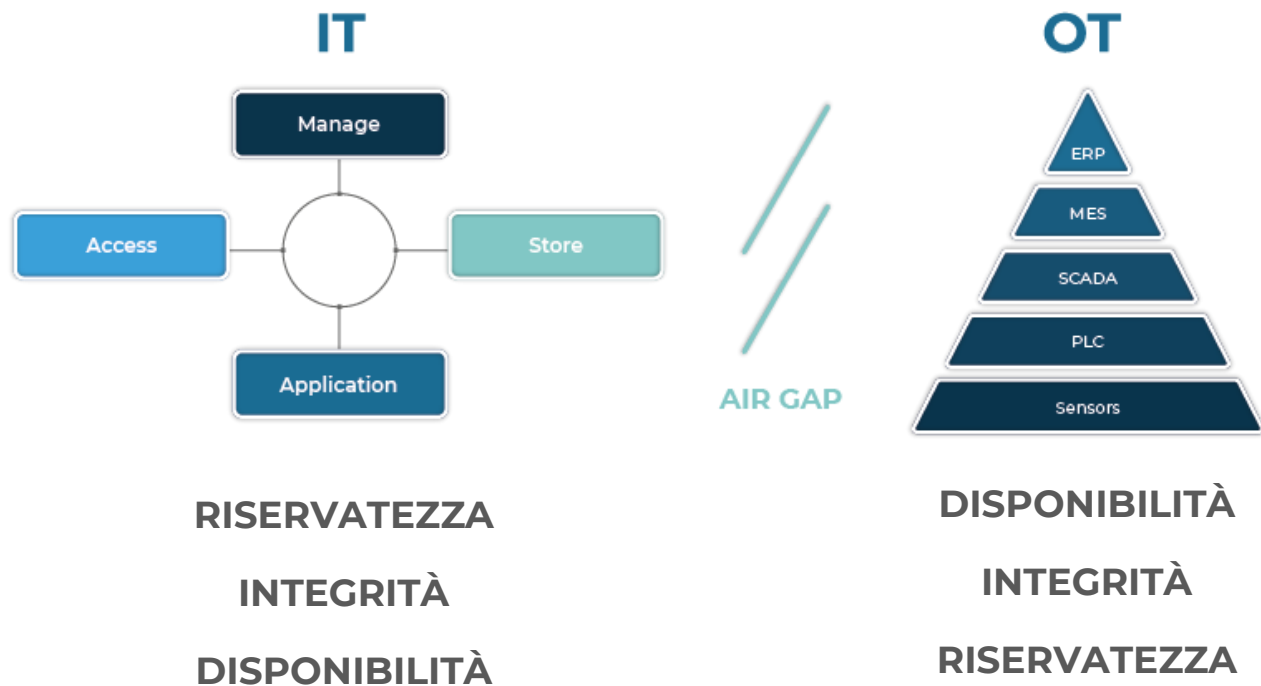 IT
Manage
Access
Store
Application
AIR GAP
OT
ERP
MES
SCADA
PLC
Sensors
RISERVATEZZA
INTEGRITÀ
DISPONIBILITÀ
DISPONIBILITÀ
INTEGRITÀ
RISERVATEZZA